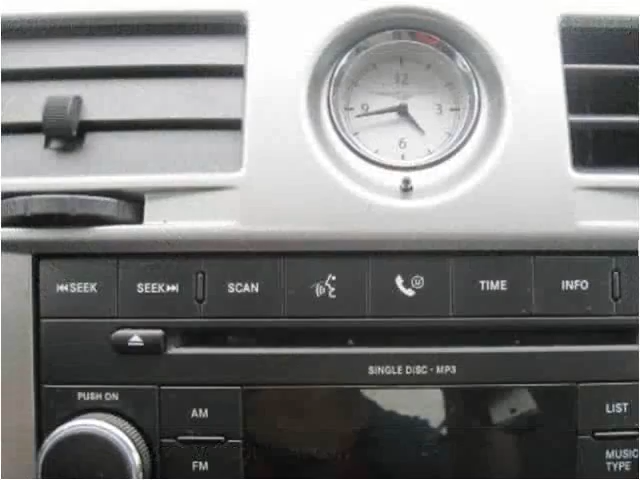 12
9 3
6
SEEK SEEK SCAN U TIME INFO
SINGLE DISC · MP3
PUSH ON
AM
LIST
FM
MUSIC
TYPE